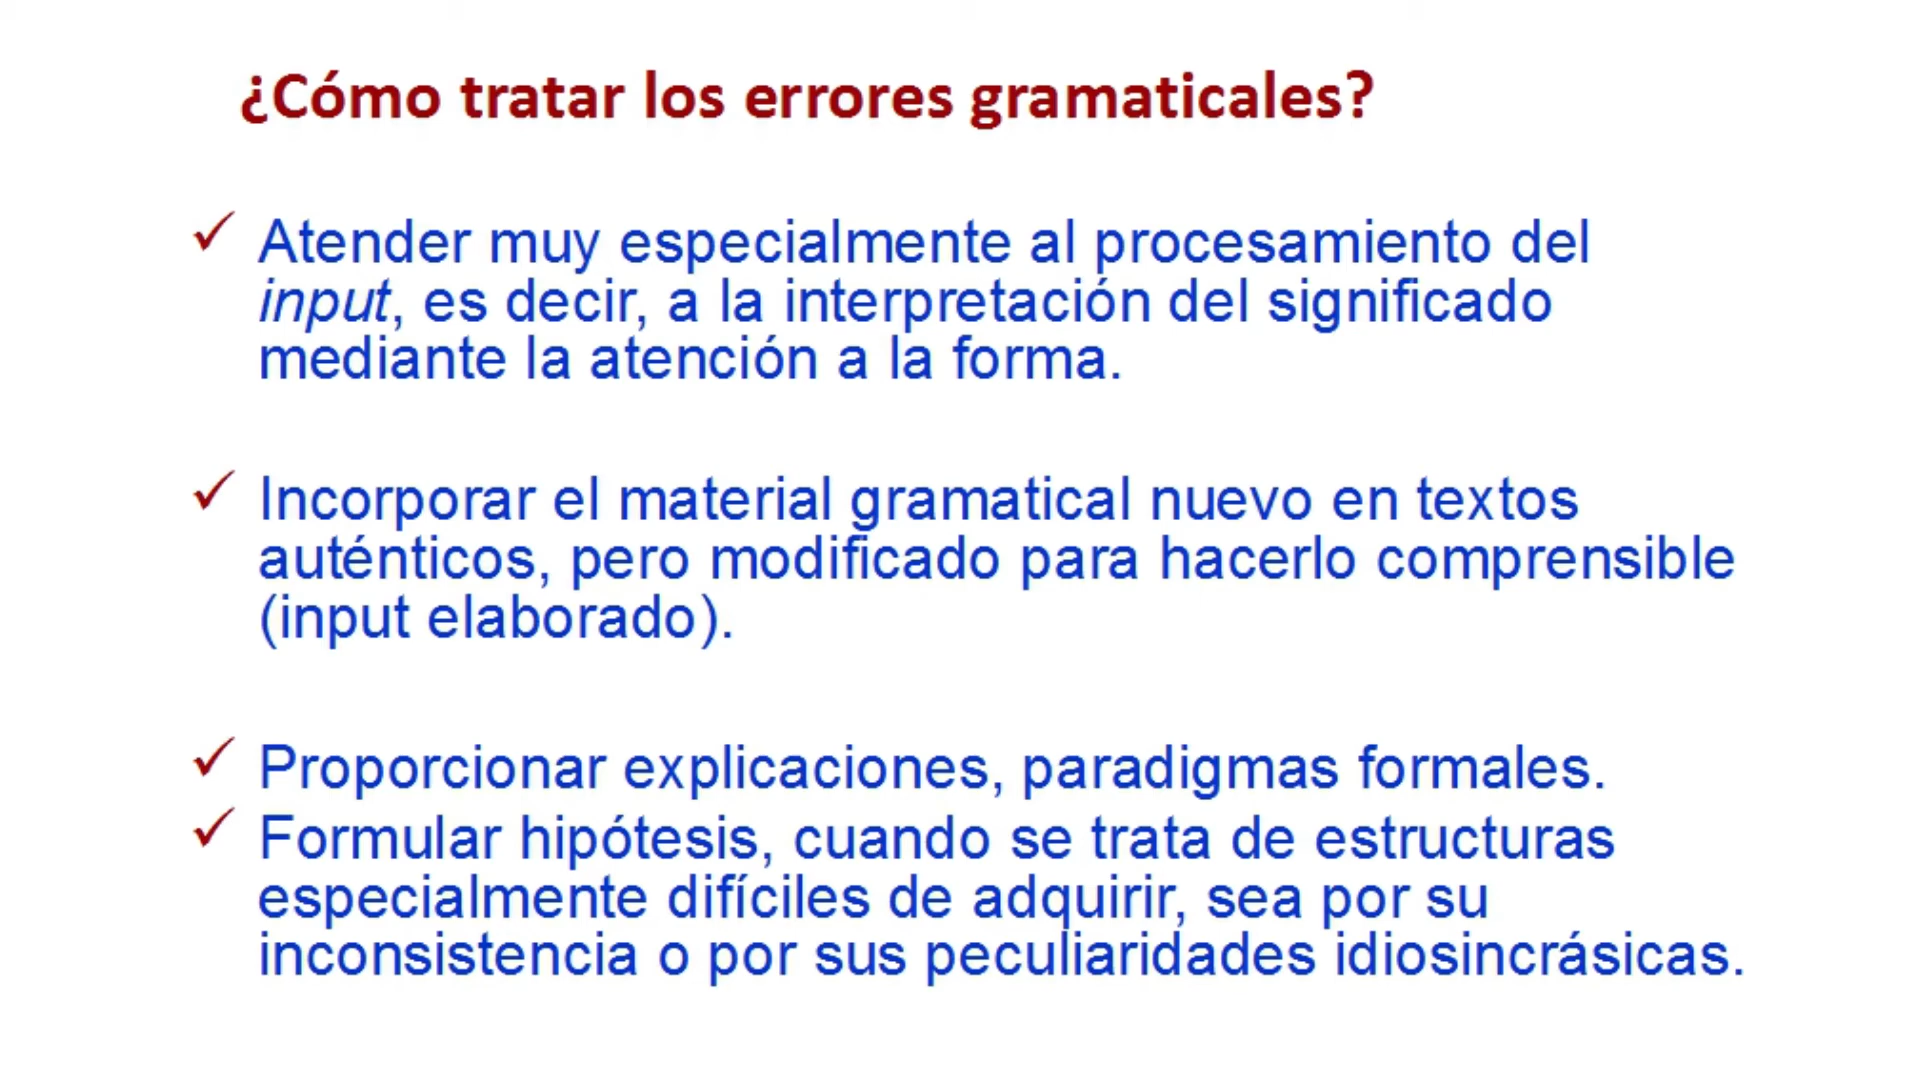 ¿Cómo tratar los errores gramaticales?
✓ Atender muy especialmente al procesamiento del
input, es decir, a la interpretación del significado
mediante la atención a la forma.
✓ Incorporar el material gramatical nuevo en textos
auténticos, pero modificado para hacerlo comprensible
(input elaborado).
✓ Proporcionar explicaciones, paradigmas formales.
✓ Formular hipótesis, cuando se trata de estructuras
especialmente difíciles de adquirir, sea por su
inconsistencia o por sus peculiaridades idiosincrásicas.